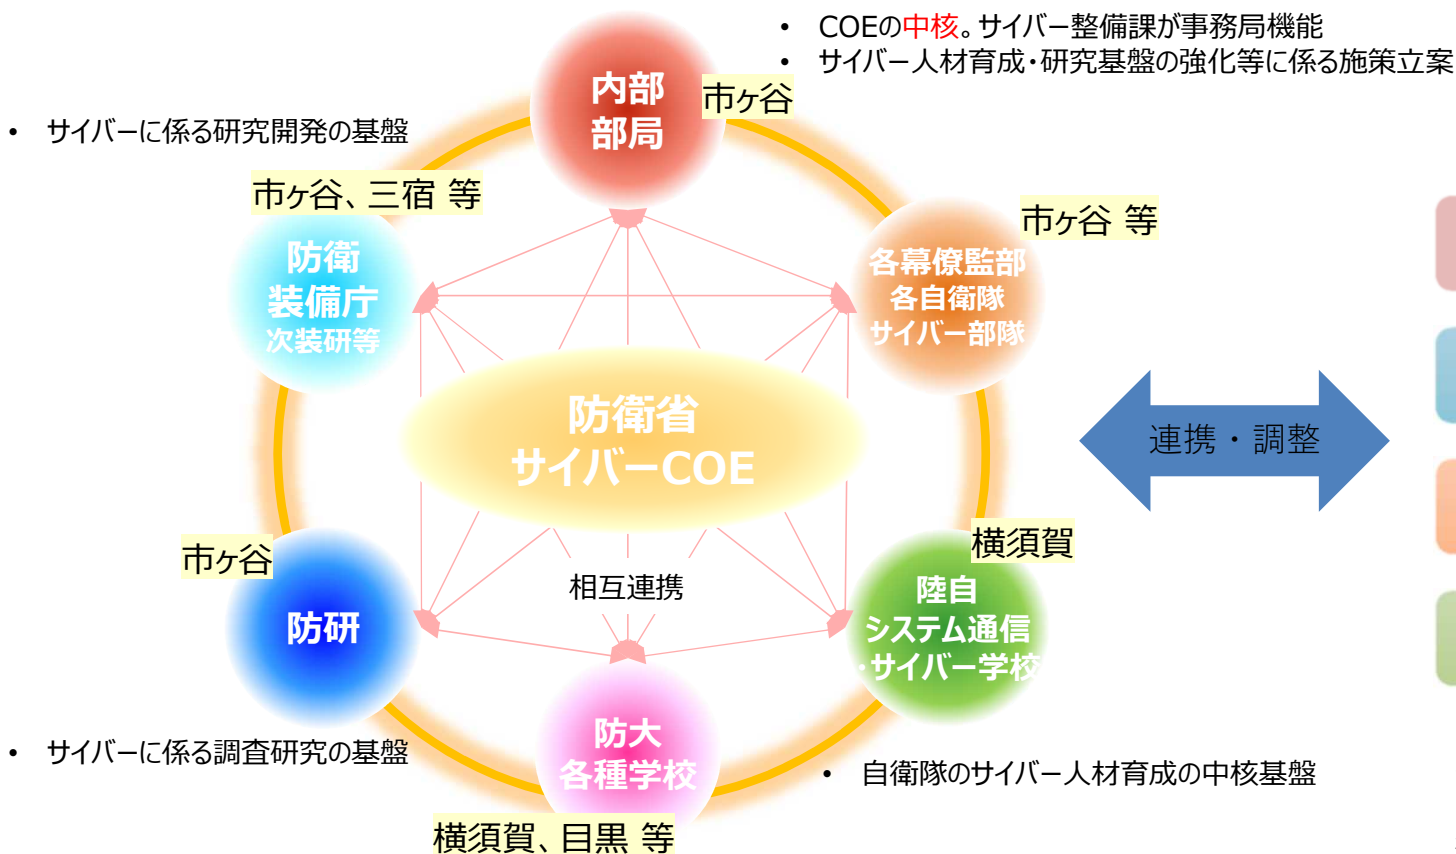 • COEの中核。サイバー整備課が事務局機能
• サイバー人材育成・研究基盤の強化等に係る施策立案
内部
部局
市ヶ谷
• サイバーに係る研究開発の基盤
市ヶ谷、三宿 等
防衛
装備庁
次装研等
市ヶ谷 等
各幕僚監部
各自衛隊
サイバー部隊
防衛省
サイバーCOE
連携・調整
市ヶ谷
防研
相互連携
横須賀
陸自
システム通信
・サイバー学校
• サイバーに係る調査研究の基盤
防大
各種学校
• 自衛隊のサイバー人材育成の中核基盤
横須賀、目黒 等